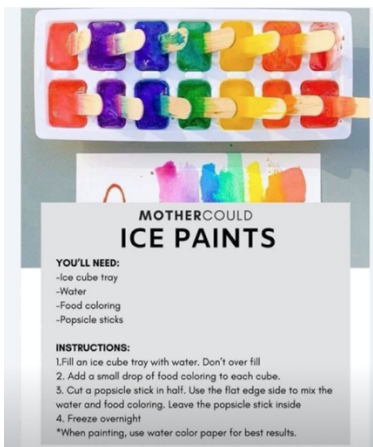 MOTHERCOULD
ICE PAINTS
YOU'LL NEED:
-Ice cube tray
-Water
-Food coloring
-Popsicle sticks
INSTRUCTIONS:
1.Fill an ice cube tray with water. Don't over fill
2. Add a small drop of food coloring to each cube.
3. Cut a popsicle stick in half. Use the flat edge side to mix the
water and food coloring. Leave the popsicle stick inside
4. Freeze overnight
*When painting, use water color paper for best results.